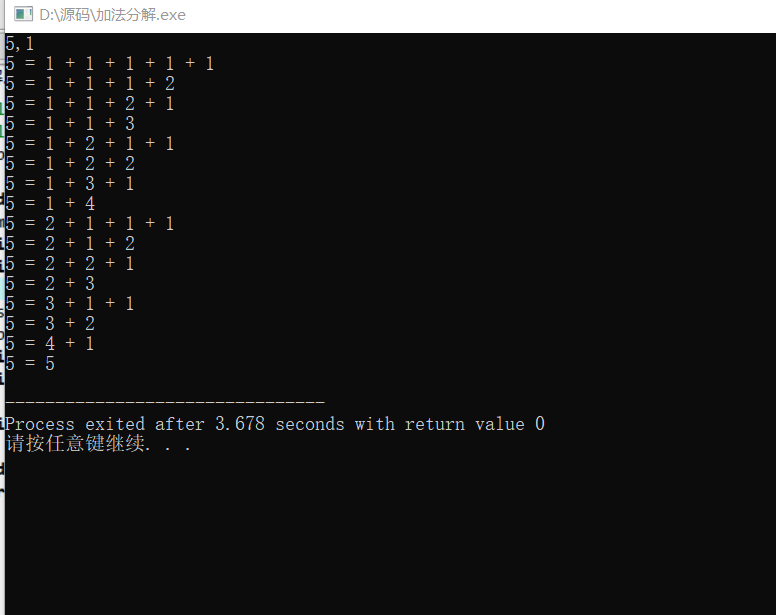 D:\源码\加法分解.exe
5,1
5 = 1 + 1 + 1 + 1 + 1
5 = 1 + 1 + 1 + 2
5 = 1 + 1 + 2 + 1
5 = 1 + 1 + 3
5 = 1 + 2 + 1 + 1
5 = 1 + 2 + 2
5 = 1 + 3 + 1
5 = 1 + 4
5 = 2 + 1 + 1 + 1
5 = 2 + 1 + 2
5 = 2 + 2 + 1
5 = 2 + 3
5 = 3 + 1 + 1
5 = 3 + 2
5 = 4 + 1
5 = 5
--------------------------------
Process exited after 3.678 seconds with return value 0
请按任意键继续. . .